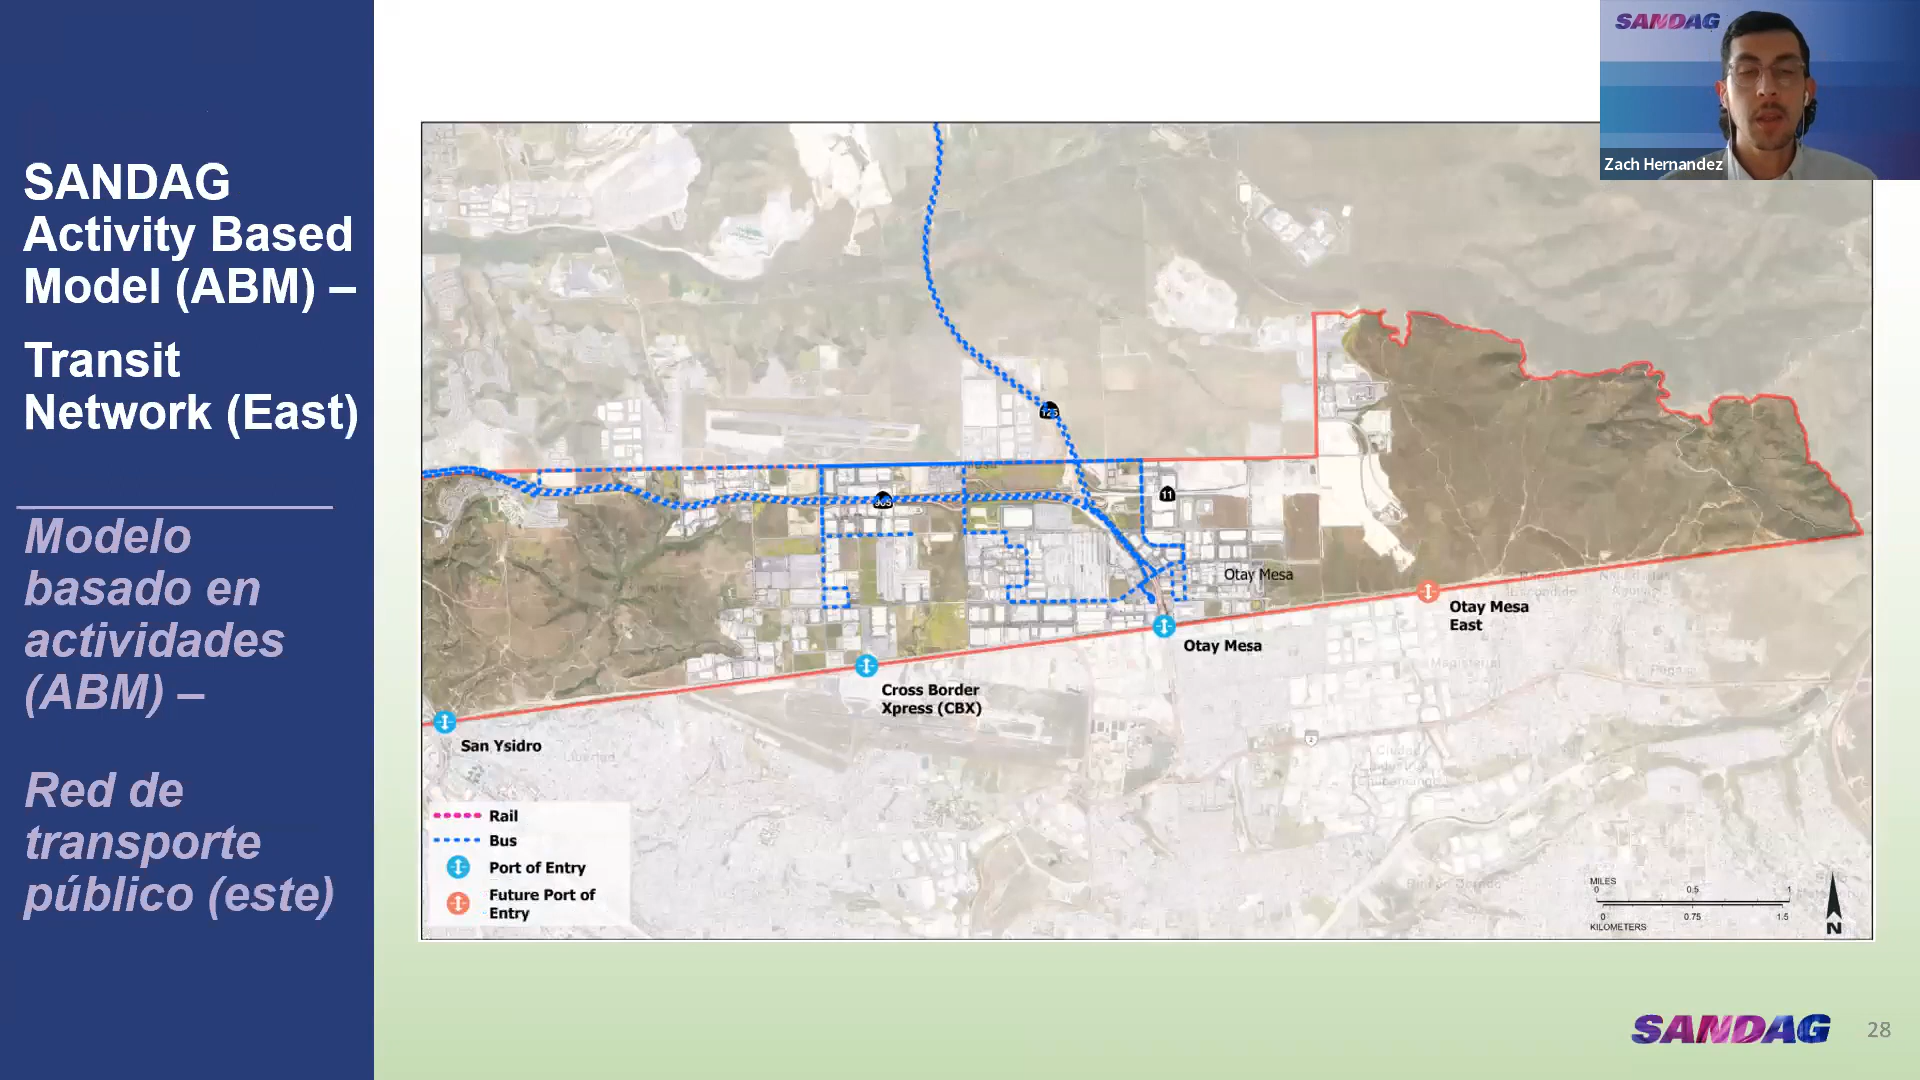 SANDAG
Activity Based
Model (ABM) –
Transit
Network (East)
Modelo
basado en
actividades
(ABM) –
Red de
transporte
público (este)
SANDAG
Zach Hernandez
125
905
11
Otay Mesa
Otay Mesa
East
Otay Mesa
Cross Border
Xpress (CBX)
San Ysidro
Libertad
Magisterial
2
Rail
Bus
Port of Entry
Future Port of
Entry
MILES
0 0.5 1
0 0.75 1.5
KILOMETERS
N
SANDAG
28